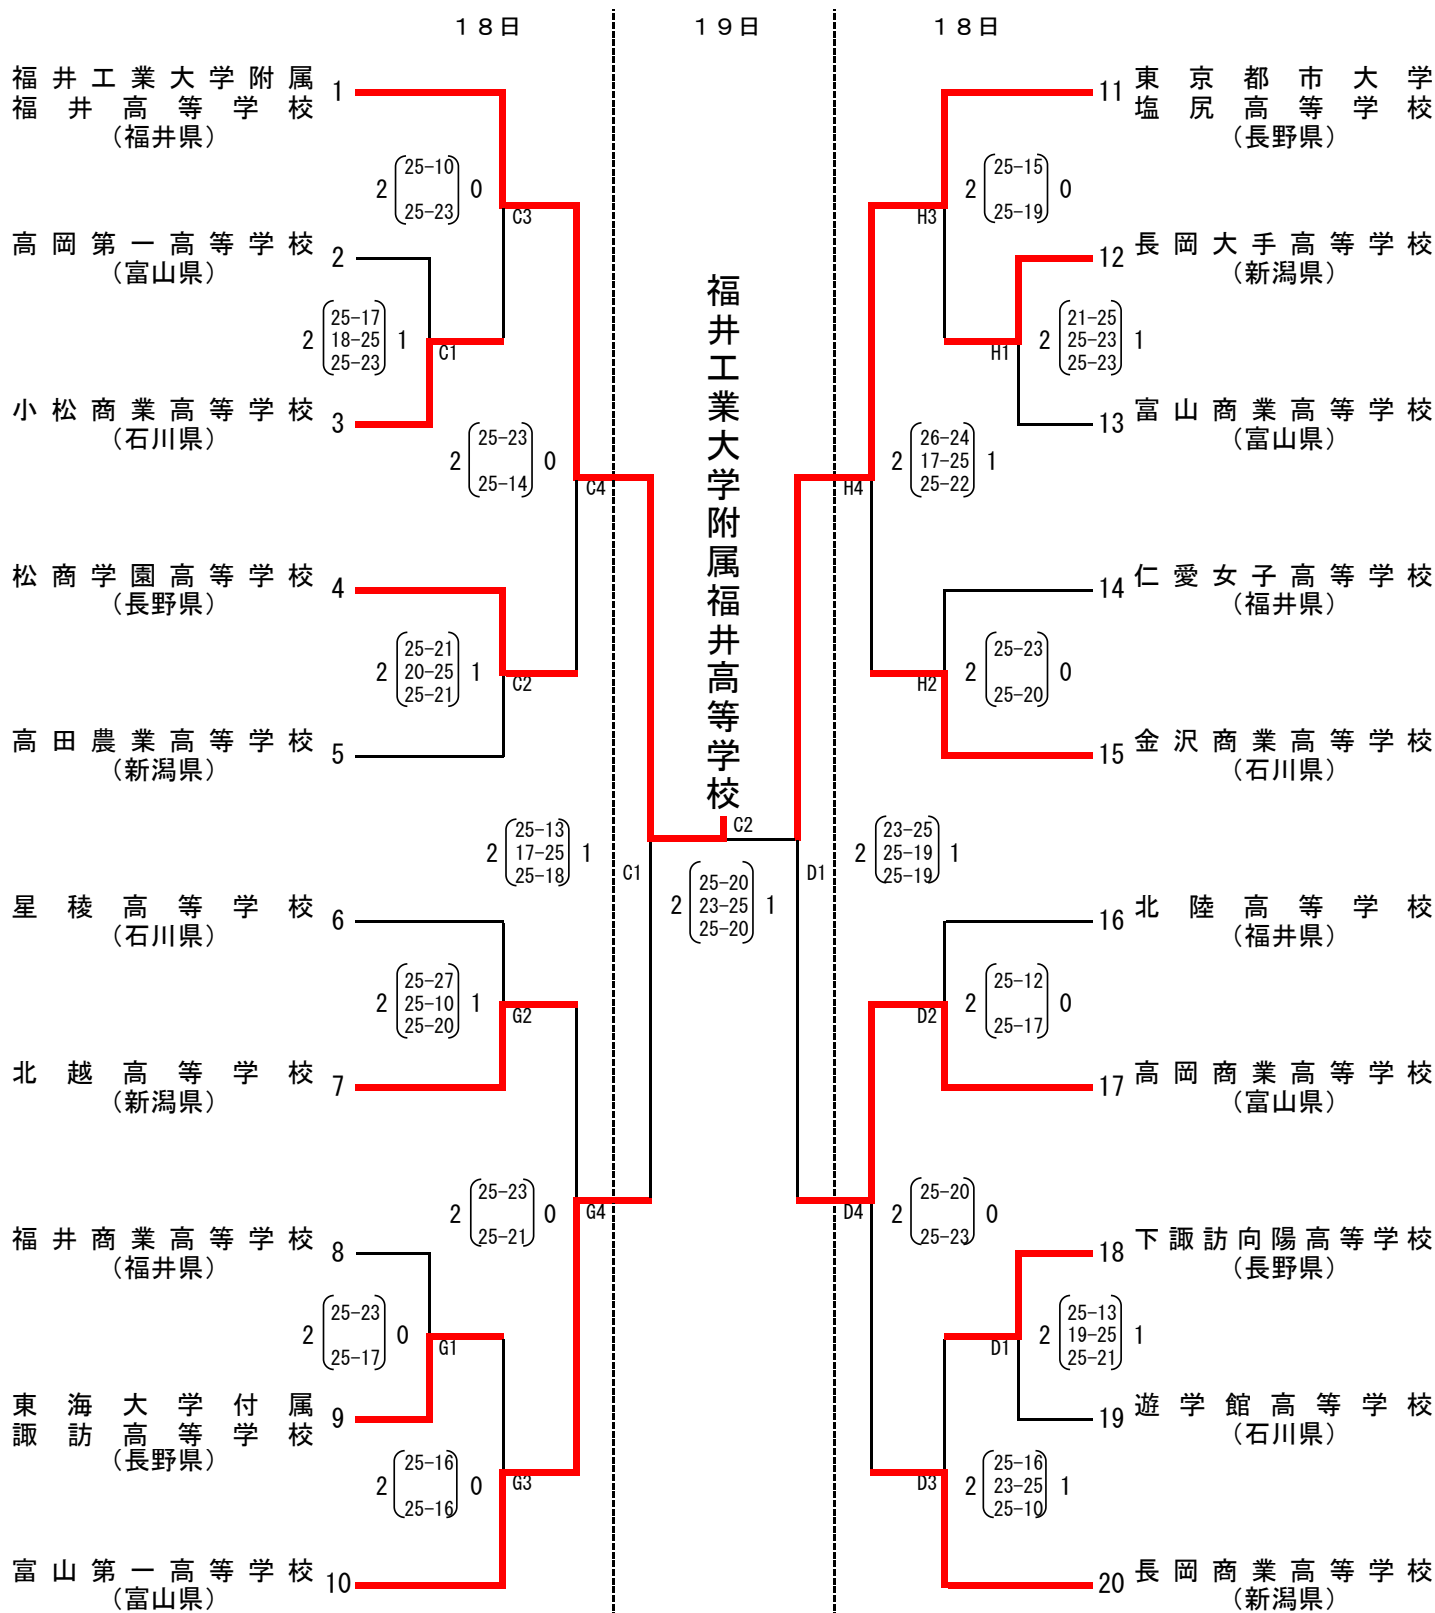 18日
19日
18日
福井工業大学附属
福井高等学校
(福井県)
1
2
25-10
25-23
0
C3
高岡第一高等学校
(富山県)
2
2
25-17
18-25
25-23
1
C1
小松商業高等学校
(石川県)
3
2
25-23
25-14
0
C4
松商学園高等学校
(長野県)
4
2
25-21
20-25
25-21
1
C2
高田農業高等学校
(新潟県)
5
2
25-13
17-25
25-18
1
C1
星稜高等学校
(石川県)
6
2
25-27
25-10
25-20
1
G2
北越高等学校
(新潟県)
7
2
25-23
25-21
0
G4
福井商業高等学校
(福井県)
8
2
25-23
25-17
0
G1
東海大学付属
諏訪高等学校
(長野県)
9
2
25-16
25-16
0
G3
富山第一高等学校
(富山県)
10
福井工業大学附属福井高等学校
C2
2
25-20
23-25
25-20
1
11
東京都市大学
塩尻高等学校
(長野県)
H3
2
25-15
25-19
0
12
長岡大手高等学校
(新潟県)
H1
2
21-25
25-23
25-23
1
13
富山商業高等学校
(富山県)
H4
2
26-24
17-25
25-22
1
14
仁愛女子高等学校
(福井県)
H2
2
25-23
25-20
0
15
金沢商業高等学校
(石川県)
D1
2
23-25
25-19
25-19
1
16
北陸高等学校
(福井県)
D2
2
25-12
25-17
0
17
高岡商業高等学校
(富山県)
D4
2
25-20
25-23
0
18
下諏訪向陽高等学校
(長野県)
D1
2
25-13
19-25
25-21
1
19
遊学館高等学校
(石川県)
D3
2
25-16
23-25
25-10
1
20
長岡商業高等学校
(新潟県)